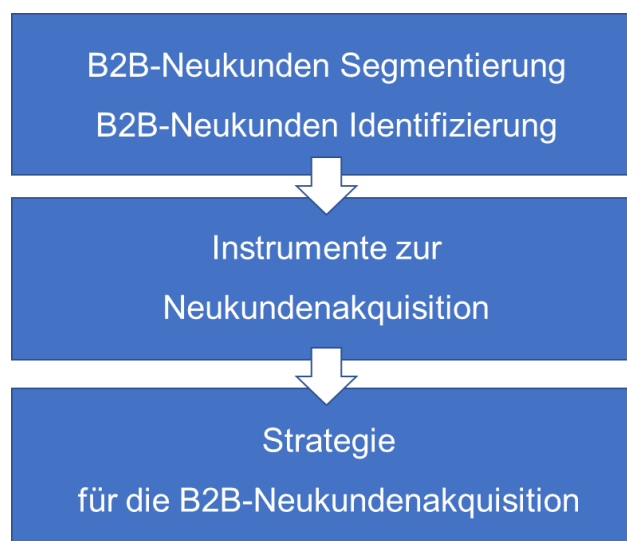 B2B-Neukunden Segmentierung
B2B-Neukunden Identifizierung
Instrumente zur
Neukundenakquisition
Strategie
für die B2B-Neukundenakquisition